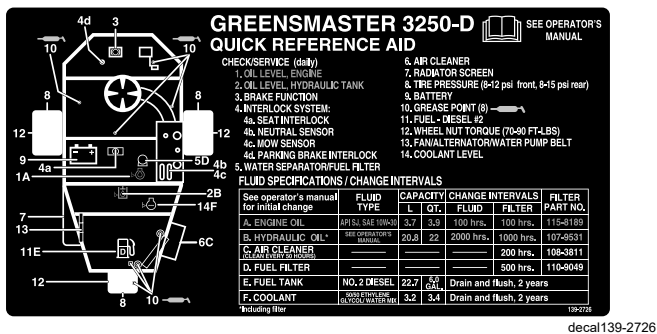 GREENSMASTER 3250-D
QUICK REFERENCE AID
SEE OPERATOR'S
MANUAL
CHECK/SERVICE (daily)
1. OIL LEVEL, ENGINE
2. OIL LEVEL, HYDRAULIC TANK
3. BRAKE FUNCTION
4. INTERLOCK SYSTEM:
4a. SEAT INTERLOCK
4b. NEUTRAL SENSOR
4c. MOW SENSOR
4d. PARKING BRAKE INTERLOCK
5. WATER SEPARATOR/FUEL FILTER
6. AIR CLEANER
7. RADIATOR SCREEN
8. TIRE PRESSURE (8-12 psi front, 8-15 psi rear)
9. BATTERY
10. GREASE POINT (8)
11. FUEL - DIESEL #2
12. WHEEL NUT TORQUE (70-90 FT-LBS)
13. FAN/ALTERNATOR/WATER PUMP BELT
14. COOLANT LEVEL
FLUID SPECIFICATIONS / CHANGE INTERVALS
See operator's manual for initial change | FLUID TYPE | CAPACITY L QT. | CHANGE INTERVALS FLUID FILTER | FILTER PART NO.
A. ENGINE OIL API SJ, SAE 10W-30 3.7 3.9 100 hrs. 100 hrs. 115-8189
B. HYDRAULIC OIL* SEE OPERATOR'S MANUAL 20.8 22 2000 hrs. 1000 hrs. 107-9531
C. AIR CLEANER (CLEAN EVERY 50 HOURS) 200 hrs. 108-3811
D. FUEL FILTER 500 hrs. 110-9049
E. FUEL TANK NO. 2 DIESEL 22.7 6.0 GAL. Drain and flush, 2 years
F. COOLANT 50/50 ETHYLENE GLYCOL/ WATER MIX 3.2 3.4 Drain and flush, 2 years
*Including filter
139-2726
4d
3
10
10
8
8
12
12
9
4a
1A
5D
4b
4c
2B
14F
7
13
11E
6C
12
8
10
decal139-2726